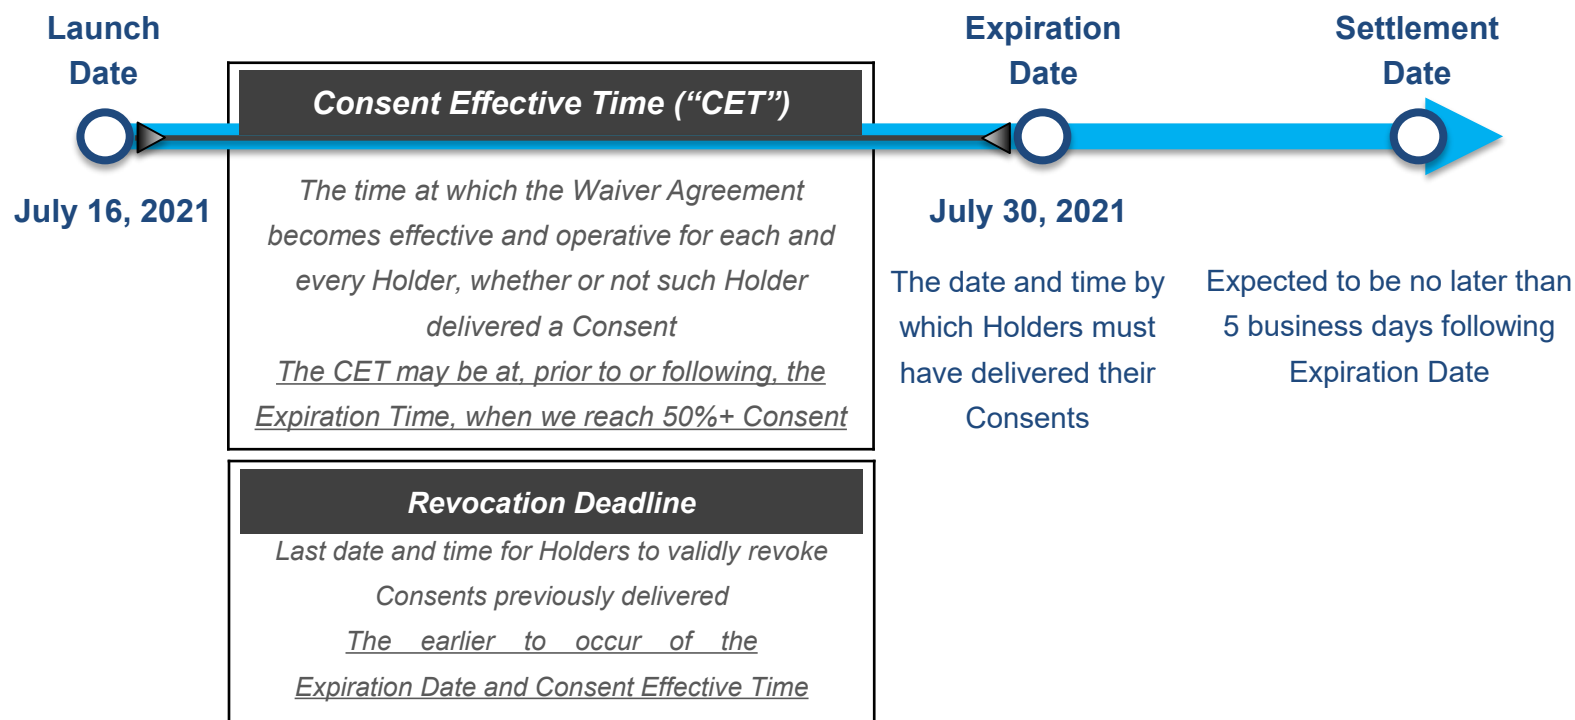 Launch
Date
July 16, 2021
Consent Effective Time (“CET”)
The time at which the Waiver Agreement
becomes effective and operative for each and
every Holder, whether or not such Holder
delivered a Consent
The CET may be at, prior to or following, the
Expiration Time, when we reach 50%+ Consent
Revocation Deadline
Last date and time for Holders to validly revoke
Consents previously delivered
The earlier to occur of the
Expiration Date and Consent Effective Time
Expiration
Date
July 30, 2021
The date and time by
which Holders must
have delivered their
Consents
Settlement
Date
Expected to be no later than
5 business days following
Expiration Date